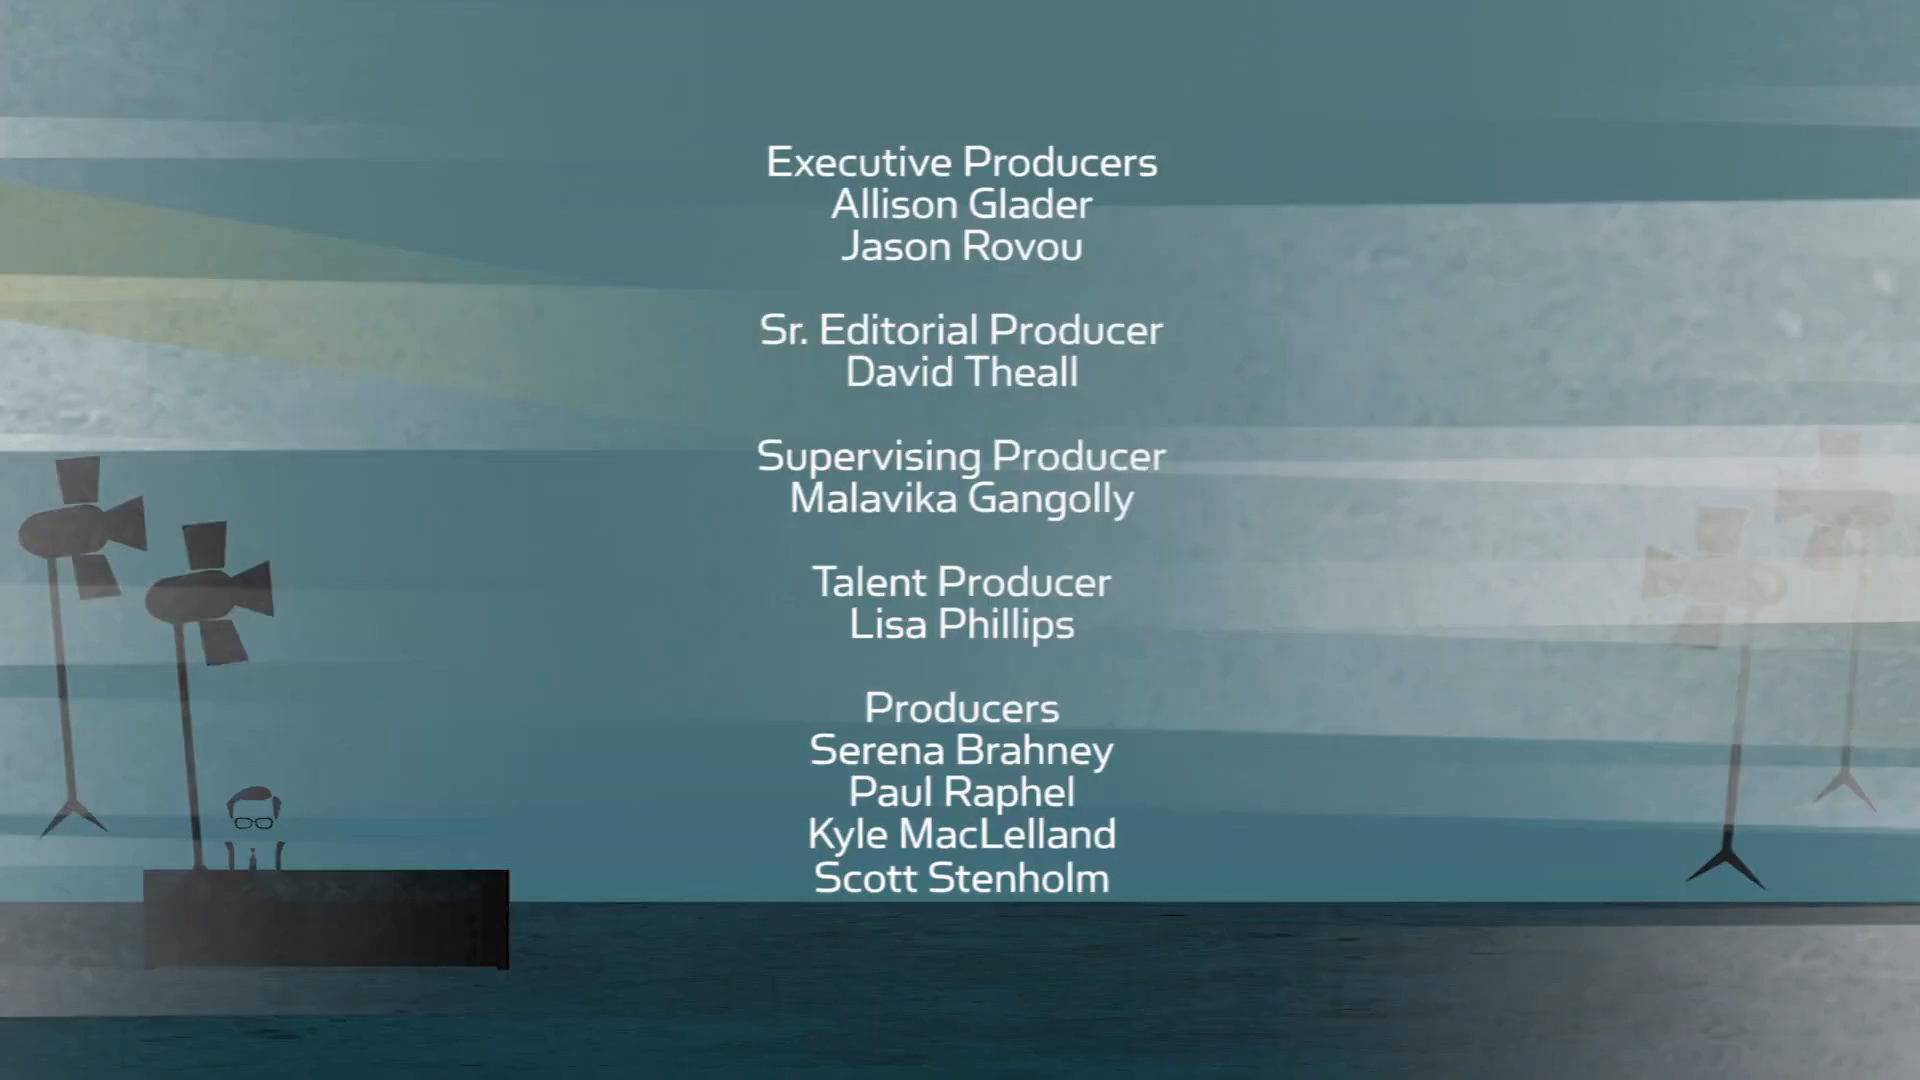 Executive Producers
Allison Glader
Jason Rovou
Sr. Editorial Producer
David Theall
Supervising Producer
Malavika Gangolly
Talent Producer
Lisa Phillips
Producers
Serena Brahney
Paul Raphel
Kyle MacLelland
Scott Stenholm